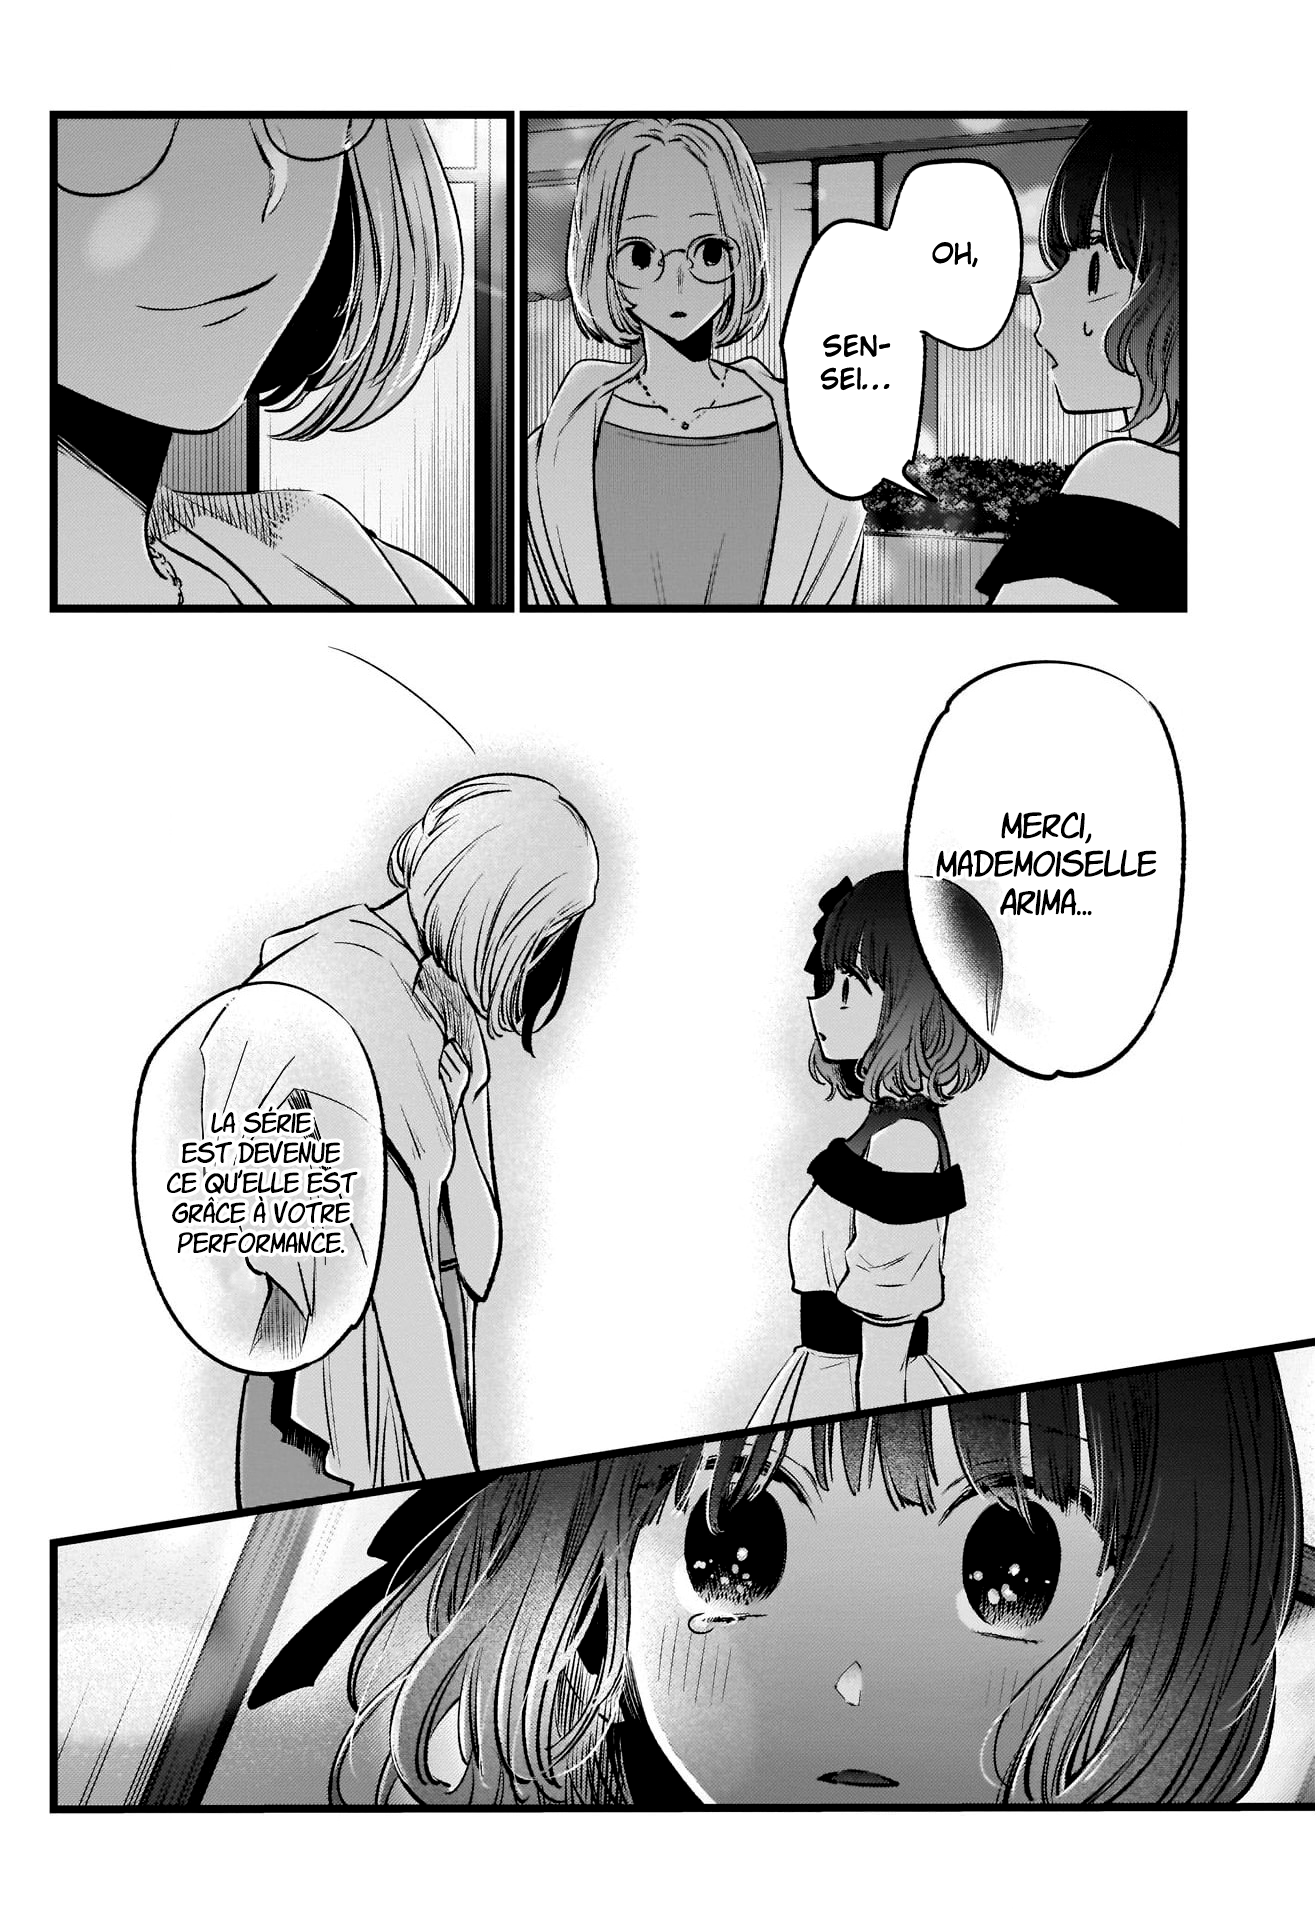 OH,
SEN-
SEI...
MERCI,
MADEMOISELLE
ARIMA...
LA SÉRIE
EST DEVENUE
CE QU'ELLE EST
GRÂCE À VOTRE
PERFORMANCE.